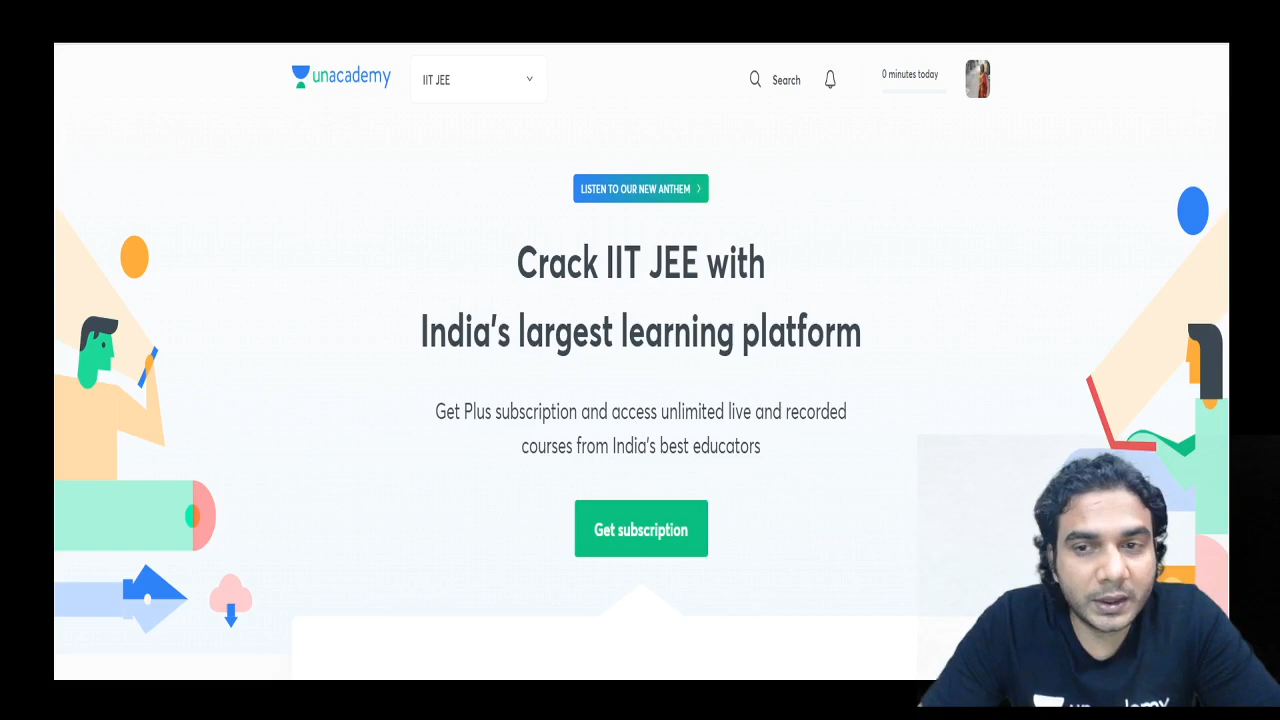 unacademy
IIT JEE
Search
0 minutes today
LISTEN TO OUR NEW ANTHEM
Crack IIT JEE with
India's largest learning platform
Get Plus subscription and access unlimited live and recorded
courses from India's best educators
Get subscription
unacademy